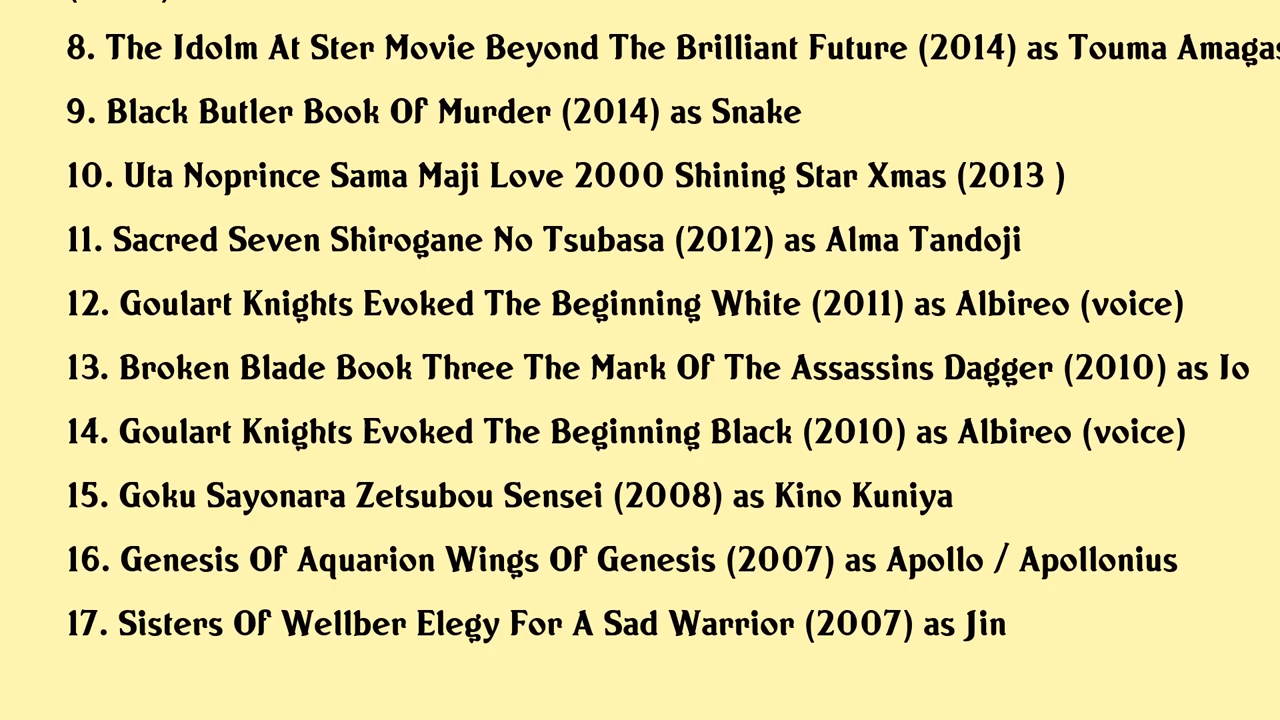 8. The Idolm At Ster Movie Beyond The Brilliant Future (2014) as Touma
9. Black Butler Book Of Murder (2014) as Snake
10. Uta Noprince Sama Maji Love 2000 Shining Star Xmas (2013 )
11. Sacred Seven Shirogane No Tsubasa (2012) as Alma Tandoji
12. Goulart Knights Evoked The Beginning White (2011) as Albireo (voice)
13. Broken Blade Book Three The Mark Of The Assassins Dagger (2010) as Io
14. Goulart Knights Evoked The Beginning Black (2010) as Albireo (voice)
15. Goku Sayonara Zetsubou Sensei (2008) as Kino Kuniya
16. Genesis Of Aquarion Wings Of Genesis (2007) as Apollo / Apollonius
17. Sisters Of Wellber Elegy For A Sad Warrior (2007) as Jin